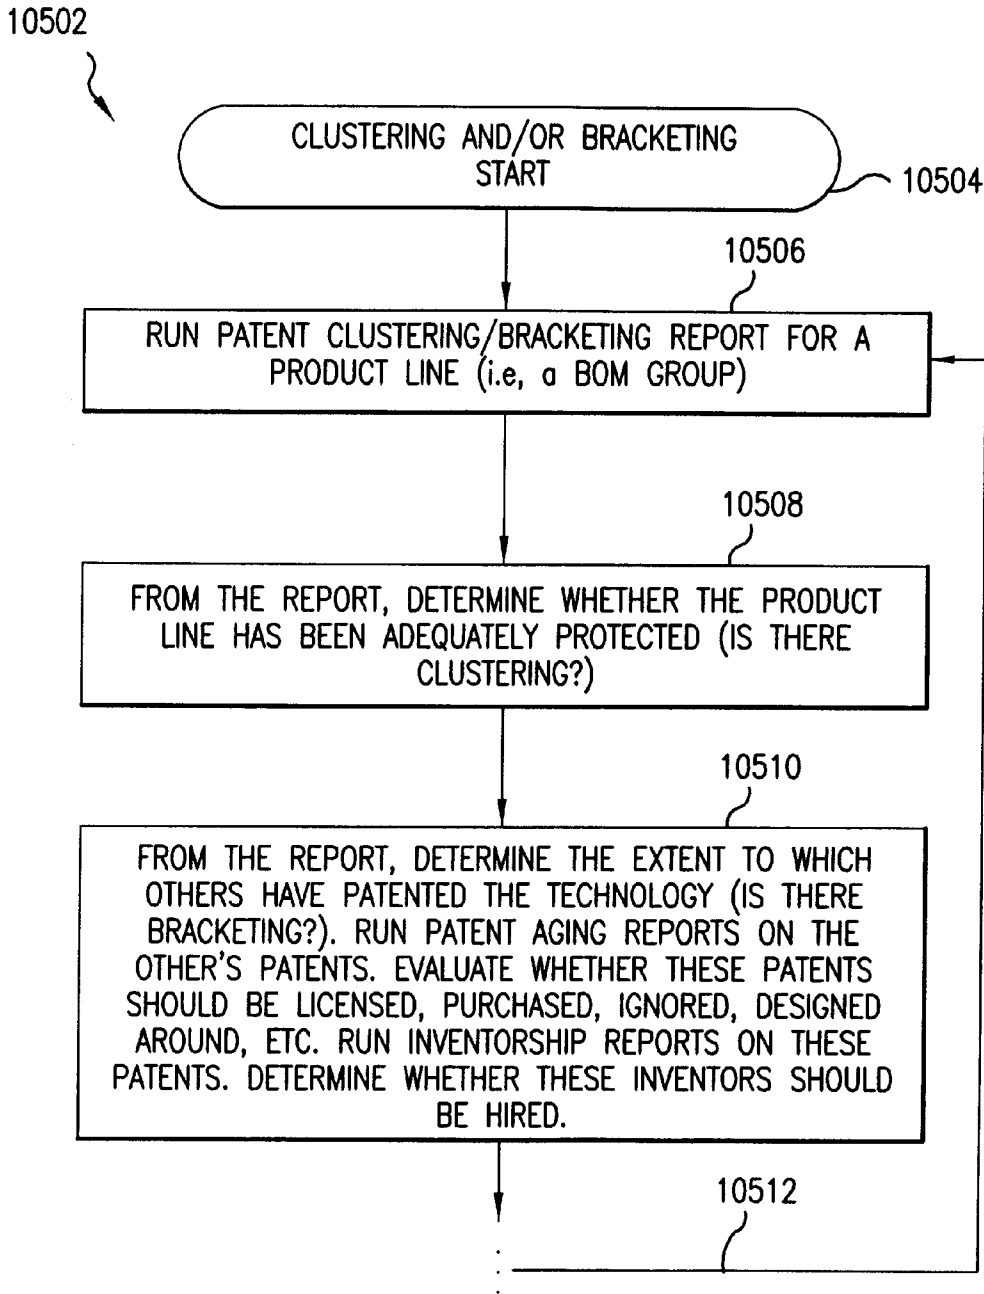 10502
CLUSTERING AND/OR BRACKETING
START
10504
10506
RUN PATENT CLUSTERING/BRACKETING REPORT FOR A
PRODUCT LINE (i.e, a BOM GROUP)
10508
FROM THE REPORT, DETERMINE WHETHER THE PRODUCT
LINE HAS BEEN ADEQUATELY PROTECTED (IS THERE
CLUSTERING?)
10510
FROM THE REPORT, DETERMINE THE EXTENT TO WHICH
OTHERS HAVE PATENTED THE TECHNOLOGY (IS THERE
BRACKETING?). RUN PATENT AGING REPORTS ON THE
OTHER'S PATENTS. EVALUATE WHETHER THESE PATENTS
SHOULD BE LICENSED, PURCHASED, IGNORED, DESIGNED
AROUND, ETC. RUN INVENTORSHIP REPORTS ON THESE
PATENTS. DETERMINE WHETHER THESE INVENTORS SHOULD
BE HIRED.
10512